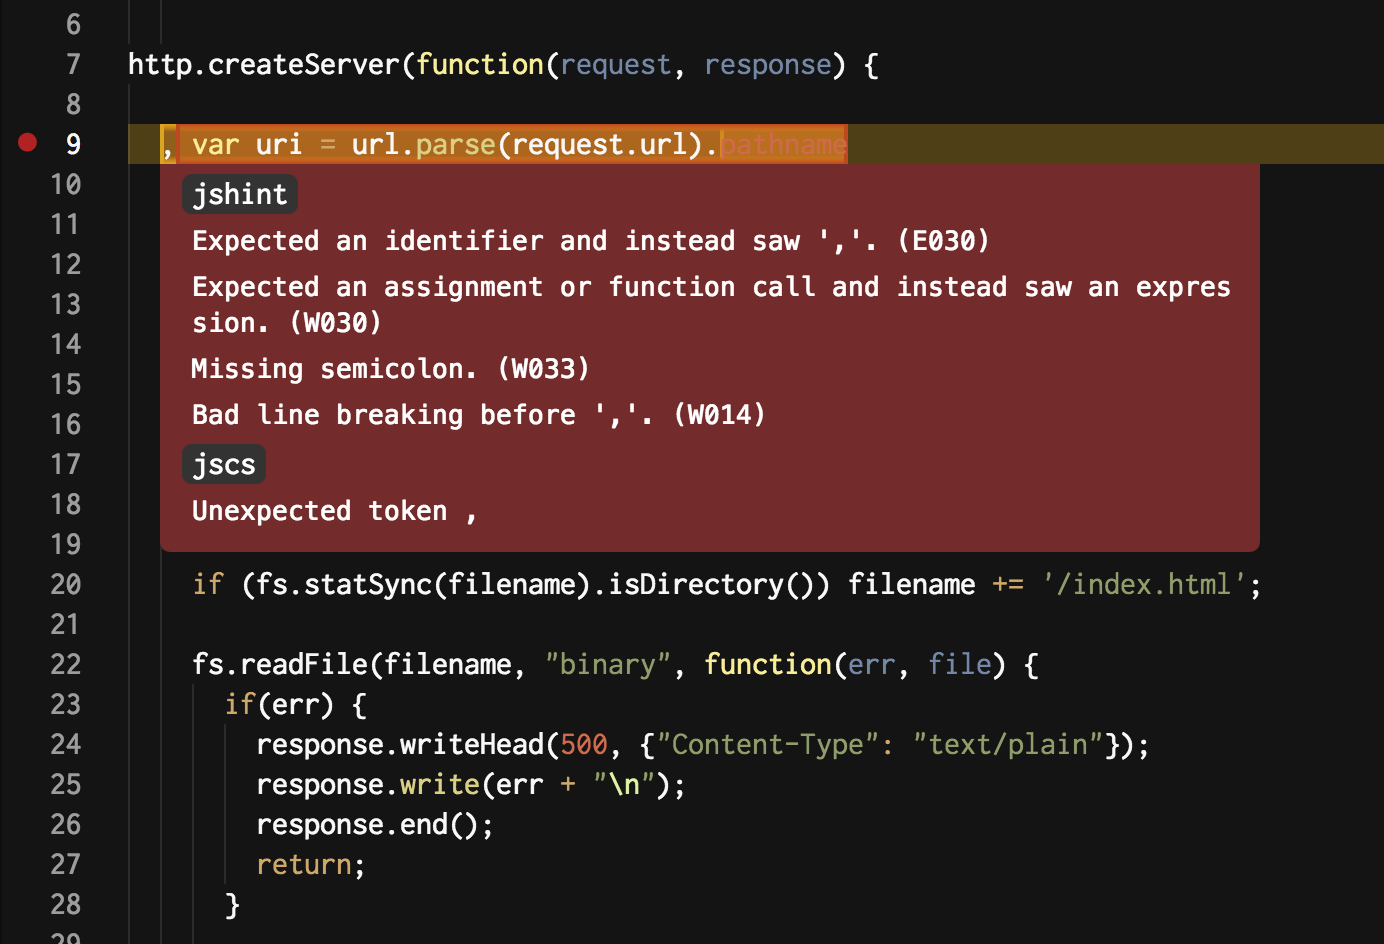 6
7 http.createServer(function(request, response) {
8
9 , var uri = url.parse(request.url).pathname
10 jshint
11 Expected an identifier and instead saw ','. (E030)
12 Expected an assignment or function call and instead saw an expres
13 sion. (W030)
14
15 Missing semicolon. (W033)
16 Bad line breaking before ','. (W014)
17 jscs
18 Unexpected token ,
19
20 if (fs.statSync(filename).isDirectory()) filename += '/index.html';
21
22 fs.readFile(filename, "binary", function(err, file) {
23 if(err) {
24 response.writeHead(500, {"Content-Type": "text/plain"});
25 response.write(err + "\n");
26 response.end();
27 return;
28 }
29